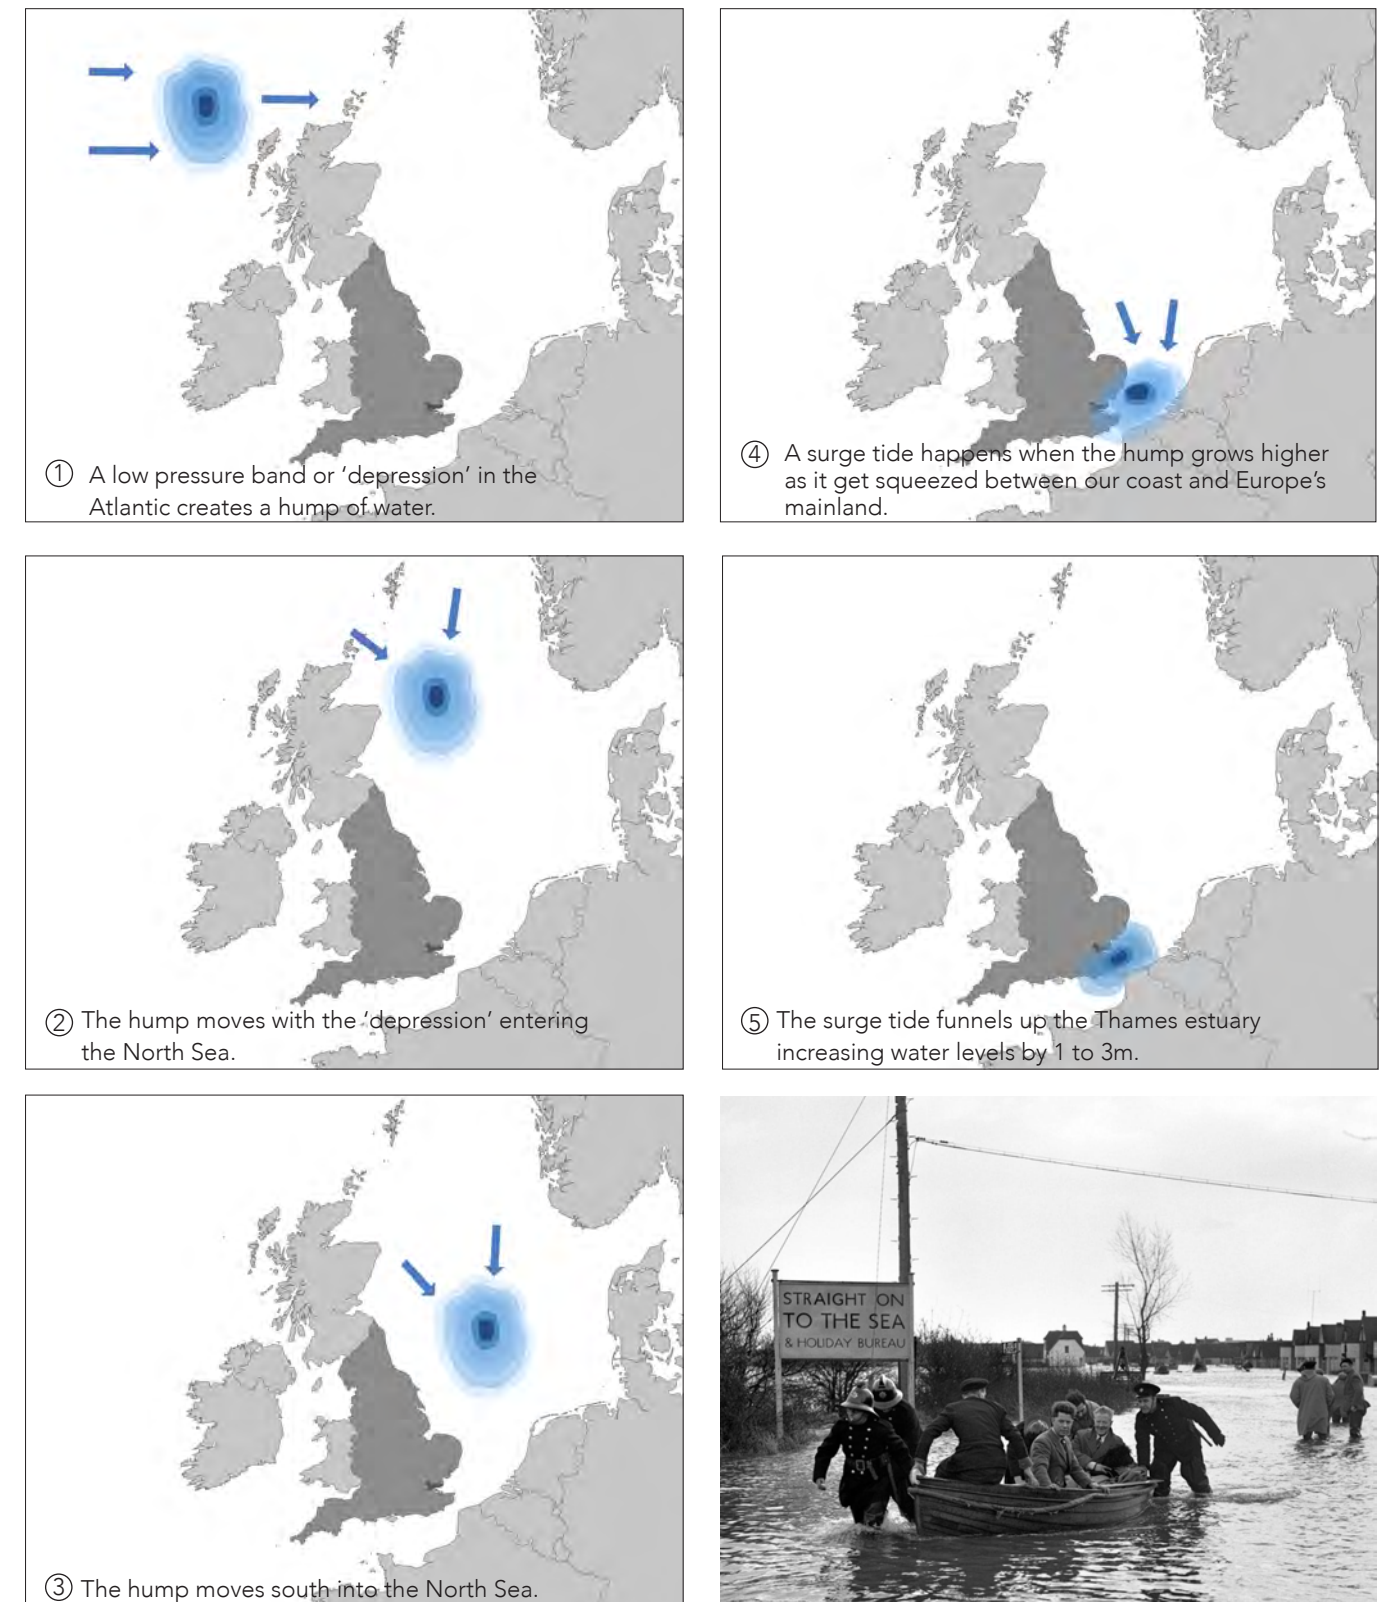 ① A low pressure band or ‘depression’ in the
Atlantic creates a hump of water.
② The hump moves with the ‘depression’ entering
the North Sea.
③ The hump moves south into the North Sea.
④ A surge tide happens when the hump grows higher
as it get squeezed between our coast and Europe’s
mainland.
⑤ The surge tide funnels up the Thames estuary
increasing water levels by 1 to 3m.
STRAIGHT ON
TO THE SEA
& HOLIDAY BUREAU